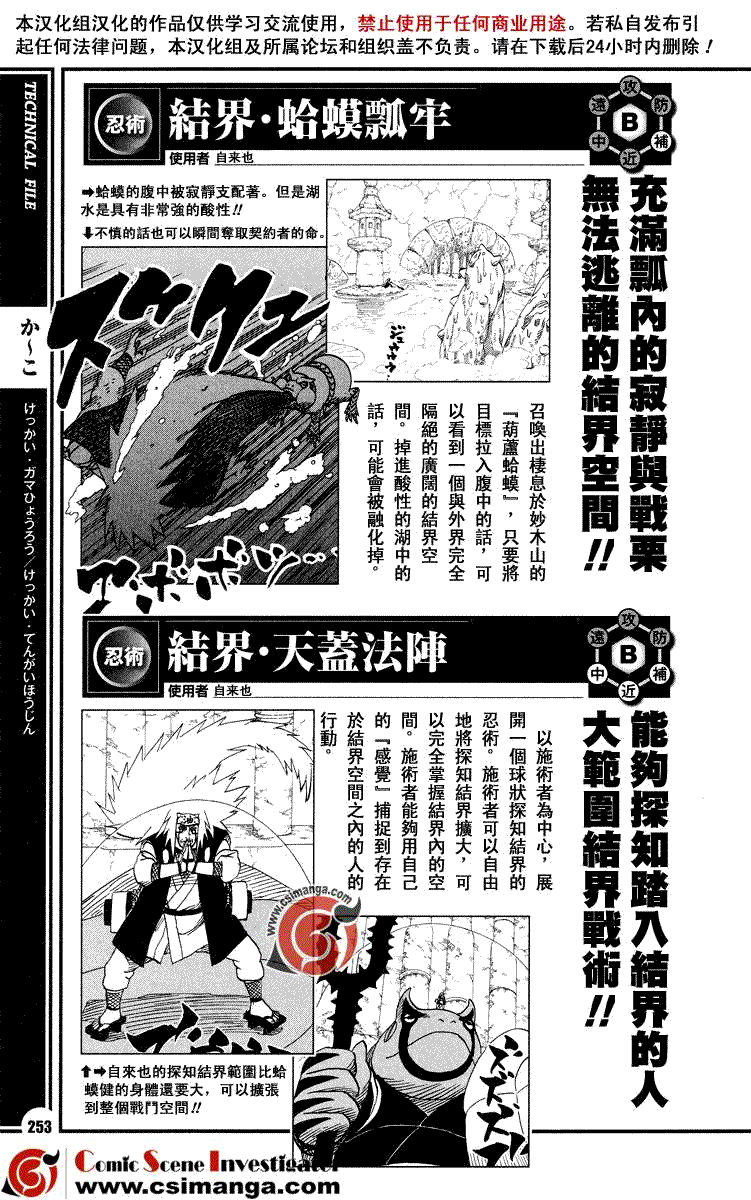 本汉化组汉化的作品仅供学习交流使用，禁止使用于任何商业用途。若私自发布引
起任何法律问题，本汉化组及所属论坛和组织盖不负责。请在下载后24小时内删除！
TECHNICAL FILE
か～こ
けっかい・ガマひょうろう／けっかい・てんがいほうじん
253
忍術
結界・蛤蟆瓢牢
使用者 自来也
攻
防
補
近
中
遠
B
充滿瓢內的寂靜與戰栗
無法逃離的結界空間!!
➡蛤蟆的腹中被寂靜支配著。但是湖
水是具有非常強的酸性!!
⬇不慎的話也可以瞬間奪取契約者的命。
召喚出棲息於妙木山的
『葫蘆蛤蟆』，只要將
目標拉入腹中的話，可
以看到一個與外界完全
隔絕的廣闊的結界空
間。掉進酸性的湖中的
話，可能會被融化掉。
忍術
結界・天蓋法陣
使用者 自来也
攻
防
補
近
中
遠
B
能夠探知踏入結界的人
大範圍結界戰術!!
以施術者為中心，展
開一個球狀探知結界的
忍術。施術者可以自由
地將探知結界擴大，可
以完全掌握結界內的空
間。施術者能夠用自己
的『感覺』捕捉到存在
於結界空間之內的人的
行動。
⬆➡自來也的探知結界範圍比蛤
蟆健的身體還要大，可以擴張
到整個戰鬥空間!!
ズズズズ
www.csimanga.com
Comic Scene Investigater
www.csimanga.com